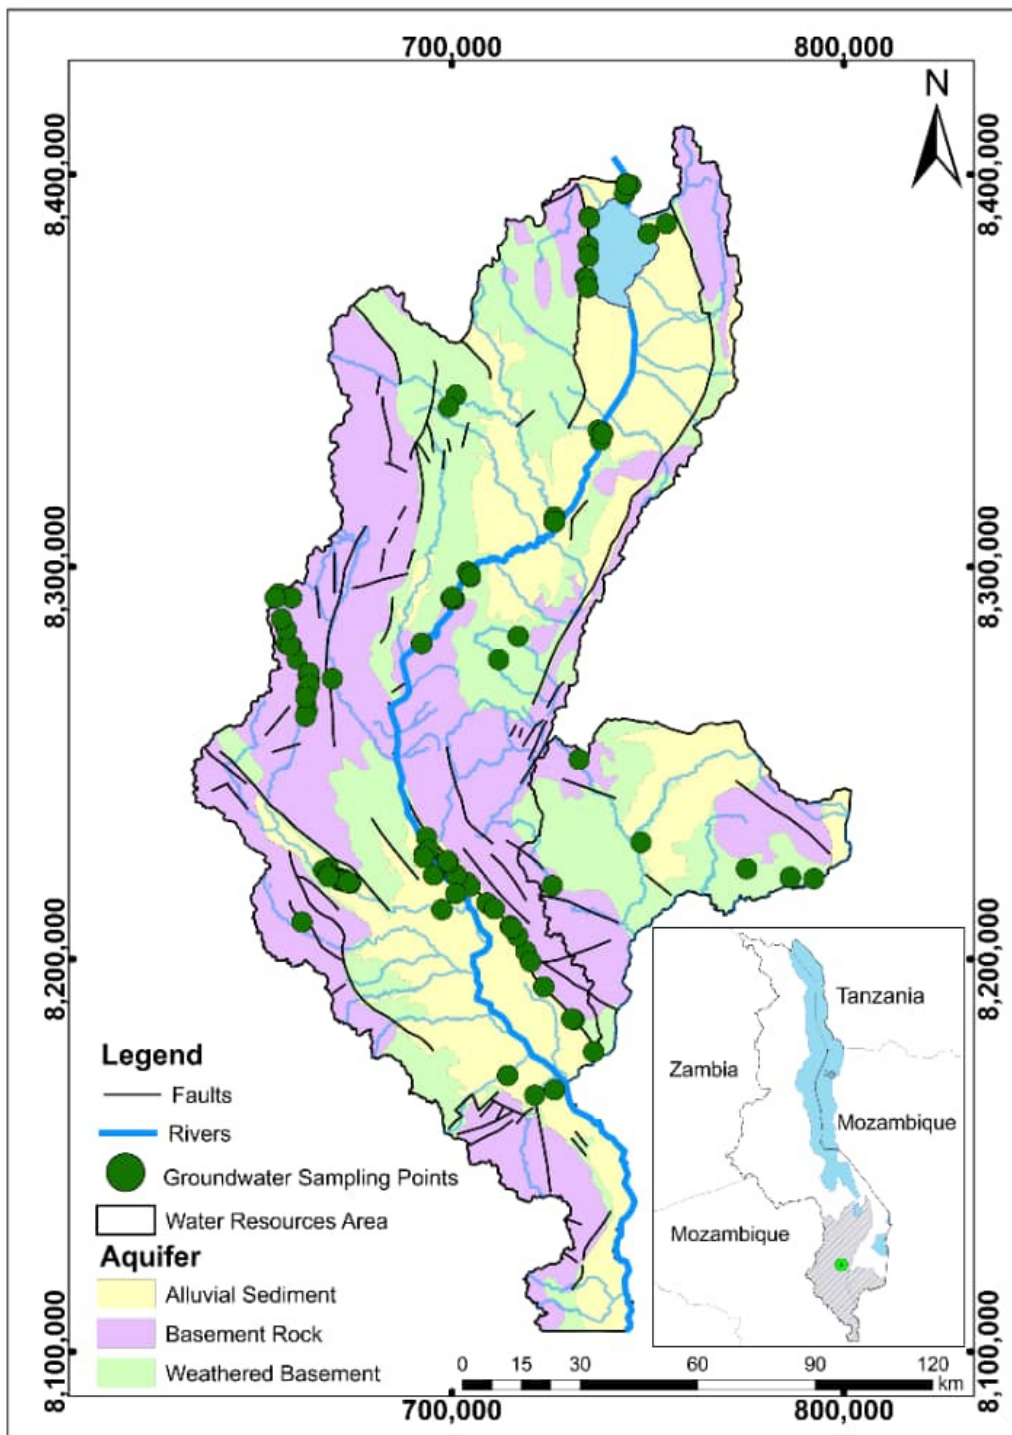 700,000 800,000
N
8,400,000 8,400,000
8,300,000 8,300,000
8,200,000 8,200,000
Tanzania
Zambia
Mozambique
Mozambique
Legend
Faults
Rivers
Groundwater Sampling Points
Water Resources Area
Aquifer
Alluvial Sediment
Basement Rock
Weathered Basement
8,100,000 8,100,000
0 15 30 60 90 120
km
700,000 800,000